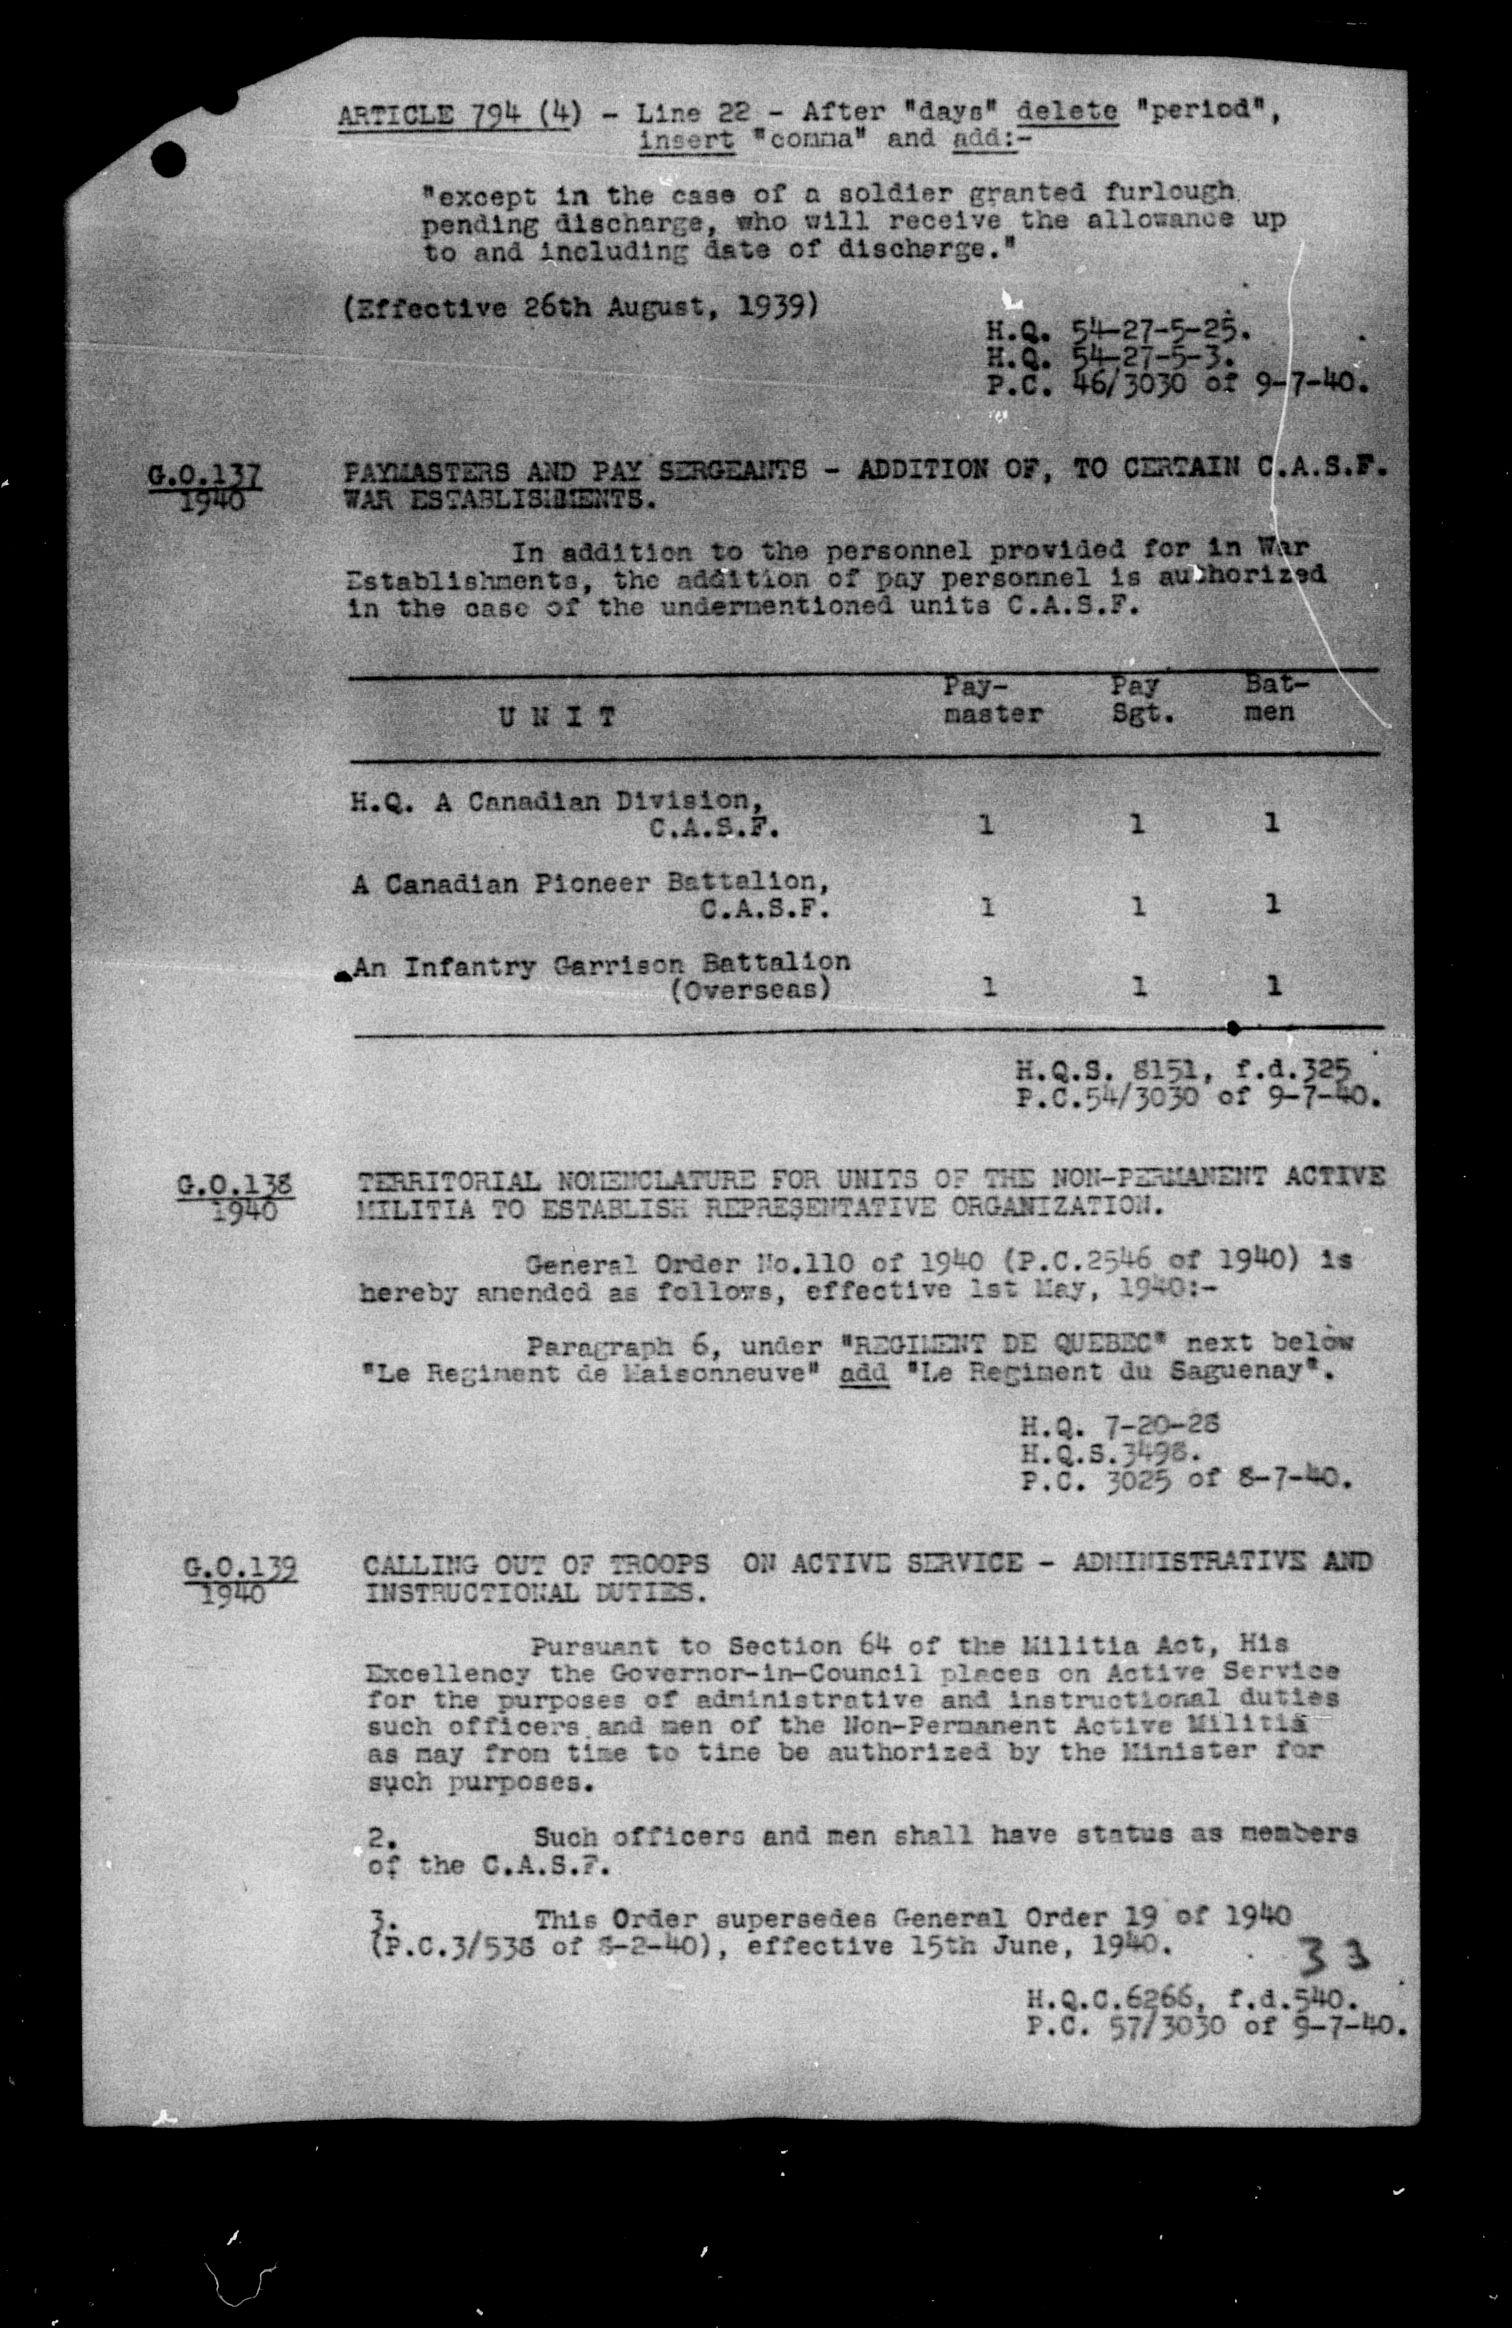 ARTICLE 794 (4) - Line 22 - After "days" delete "period",
insert "comma" and add:-
"except in the case of a soldier granted furlough
pending discharge, who will receive the allowance up
to and including date of discharge."
(Effective 26th August, 1939)
H.Q. 54-27-5-25.
H.Q. 54-27-5-3.
P.C. 46/3030 of 9-7-40.
G.O.137
1940
PAYMASTERS AND PAY SERGEANTS - ADDITION OF, TO CERTAIN C.A.S.F.
WAR ESTABLISHMENTS.
In addition to the personnel provided for in War
Establishments, the addition of pay personnel is authorized
in the case of the undermentioned units C.A.S.F.
UNIT Pay- Pay Bat-
master Sgt. men
H.Q. A Canadian Division,
C.A.S.F. 1 1 1
A Canadian Pioneer Battalion,
C.A.S.F. 1 1 1
An Infantry Garrison Battalion
(Overseas) 1 1 1
H.Q.S. 8151, f.d.325
P.C.54/3030 of 9-7-40.
G.O.138
1940
TERRITORIAL NOMENCLATURE FOR UNITS OF THE NON-PERMANENT ACTIVE
MILITIA TO ESTABLISH REPRESENTATIVE ORGANIZATION.
General Order No.110 of 1940 (P.C.2546 of 1940) is
hereby amended as follows, effective 1st May, 1940:-
Paragraph 6, under "REGIMENT DE QUEBEC" next below
"Le Regiment de Maisonneuve" add "Le Regiment du Saguenay".
H.Q. 7-20-28
H.Q.S.3498.
P.C. 3025 of 8-7-40.
G.O.139
1940
CALLING OUT OF TROOPS ON ACTIVE SERVICE - ADMINISTRATIVE AND
INSTRUCTIONAL DUTIES.
Pursuant to Section 64 of the Militia Act, His
Excellency the Governor-in-Council places on Active Service
for the purposes of administrative and instructional duties
such officers and men of the Non-Permanent Active Militia
as may from time to time be authorized by the Minister for
such purposes.
2. Such officers and men shall have status as members
of the C.A.S.F.
3. This Order supersedes General Order 19 of 1940
(P.C.3/538 of 8-2-40), effective 15th June, 1940.
33
H.Q.C.6266, f.d.540.
P.C. 57/3030 of 9-7-40.